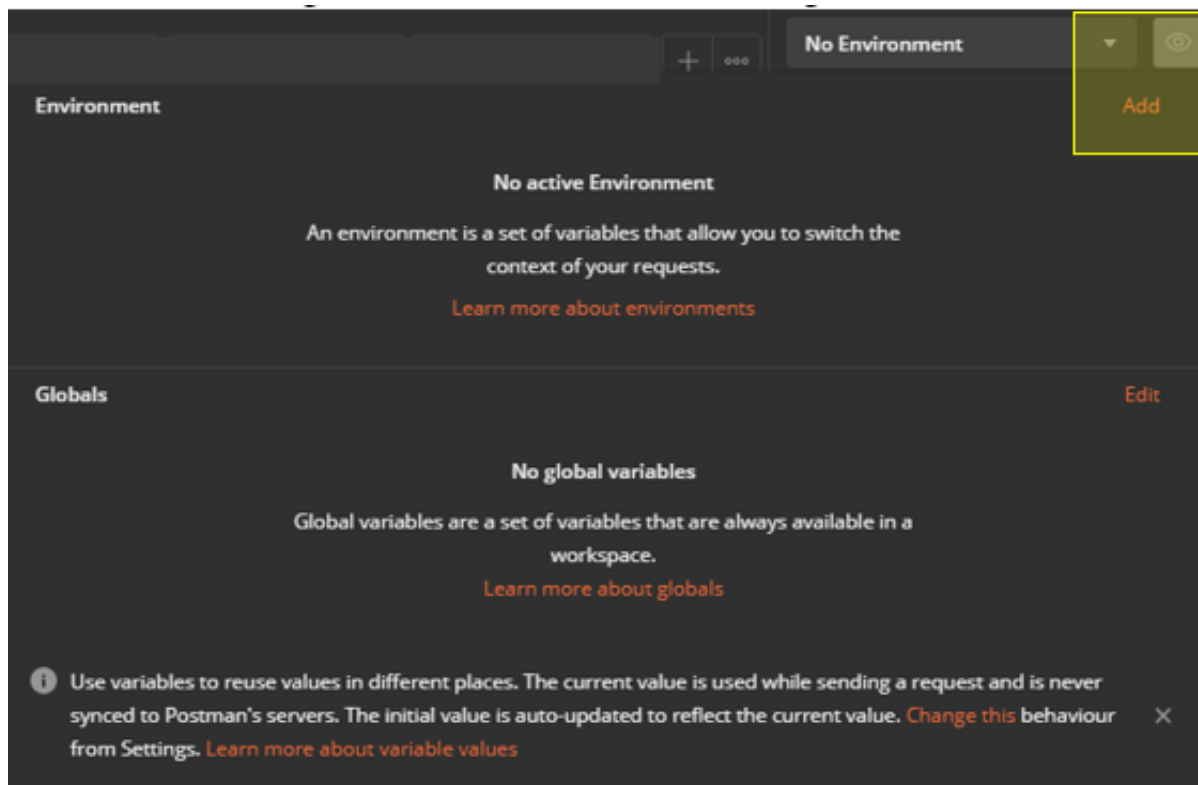 No Environment
Environment
Add
No active Environment
An environment is a set of variables that allow you to switch the
context of your requests.
Learn more about environments
Globals
Edit
No global variables
Global variables are a set of variables that are always available in a
workspace.
Learn more about globals
Use variables to reuse values in different places. The current value is used while sending a request and is never
synced to Postman's servers. The initial value is auto-updated to reflect the current value. Change this behaviour
from Settings. Learn more about variable values